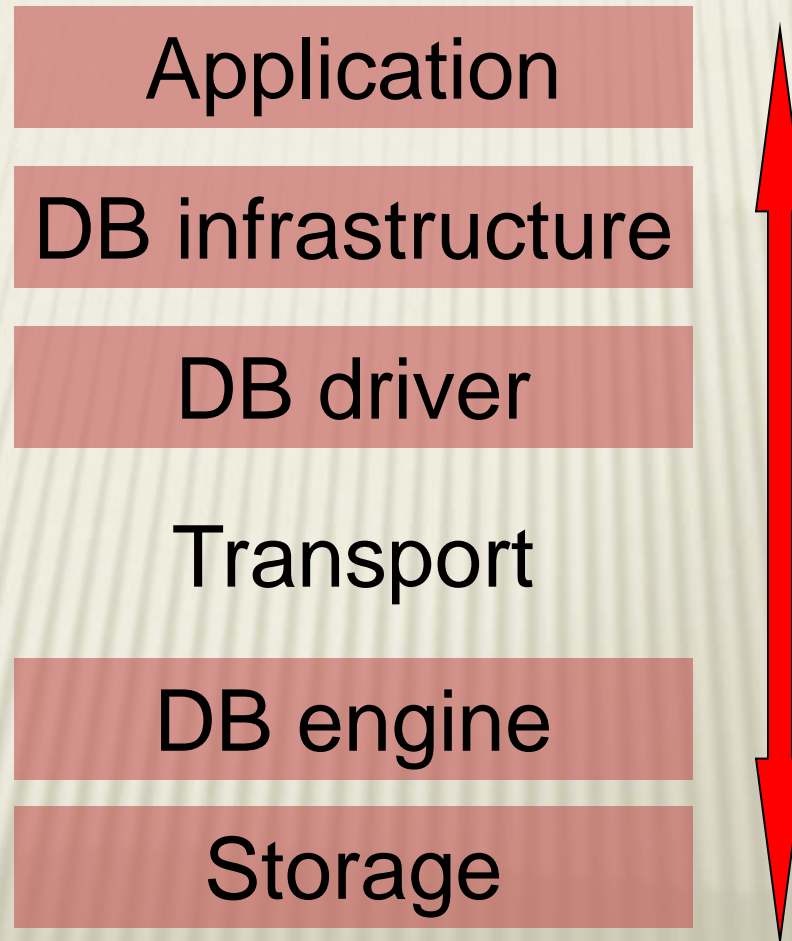 Application
DB infrastructure
DB driver
Transport
DB engine
Storage